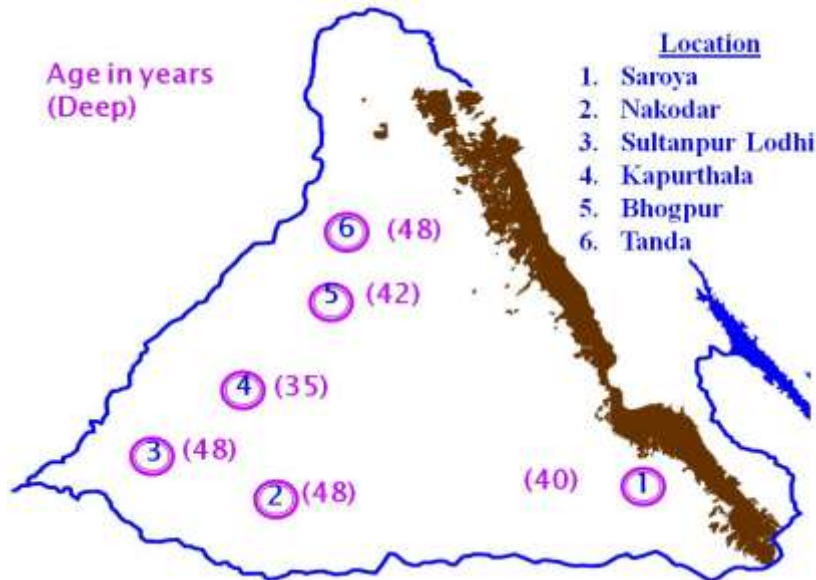 Age in years
(Deep)
Location
1. Saroya
2. Nakodar
3. Sultanpur Lodhi
4. Kapurthala
5. Bhogpur
6. Tanda
6 (48)
5 (42)
4 (35)
3 (48)
2 (48)
(40) 1